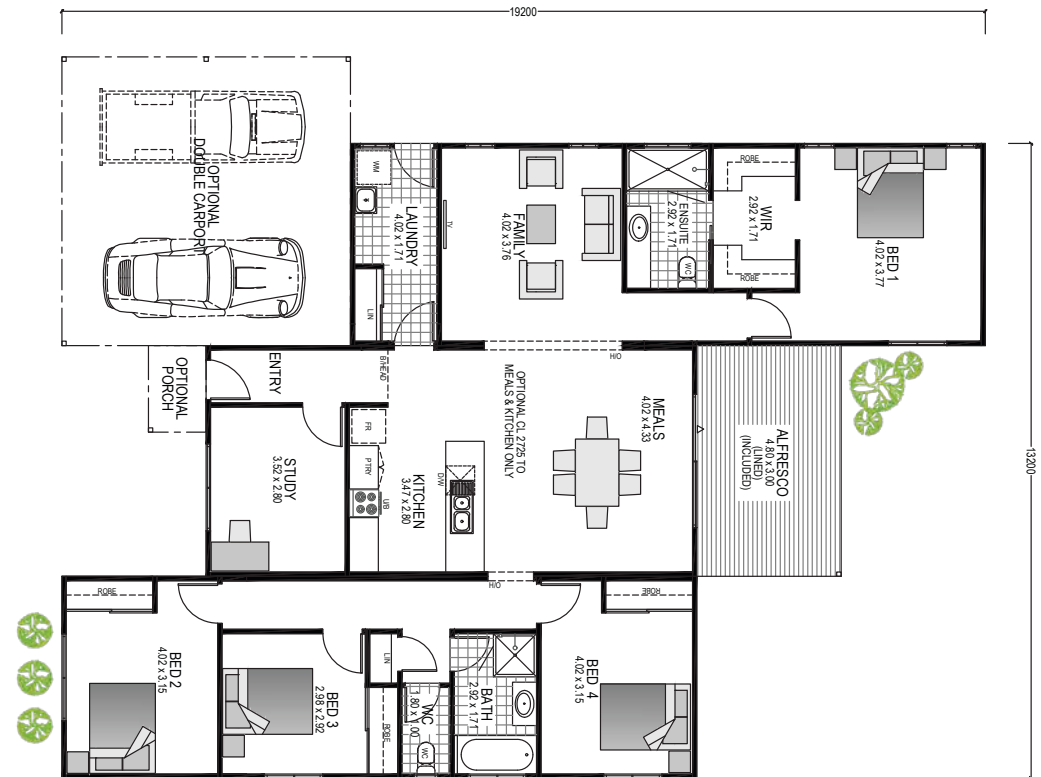 19200
13200
OPTIONAL
DOUBLE CARPORT
WM
LAUNDRY
4.02 x 1.71
LIN
TV
FAMILY
4.02 x 3.76
ENSUITE
2.92 x 1.71
WC
ROBE
WIR
2.92 x 1.71
ROBE
BED 1
4.02 x 3.77
H/O
OPTIONAL
PORCH
ENTRY
B/HEAD
OPTIONAL CL 2725 TO
MEALS & KITCHEN ONLY
MEALS
4.02 x 4.33
ALFRESCO
4.80 x 3.00
(LINED)
(INCLUDED)
STUDY
3.52 x 2.80
FR
PTRY
U/B
KITCHEN
3.47 x 2.80
D/W
H/O
ROBE
BED 2
4.02 x 3.15
BED 3
2.98 x 2.92
LIN
ROBE
WC
1.80 x 1.00
WC
BATH
2.92 x 1.71
ROBE
BED 4
4.02 x 3.15